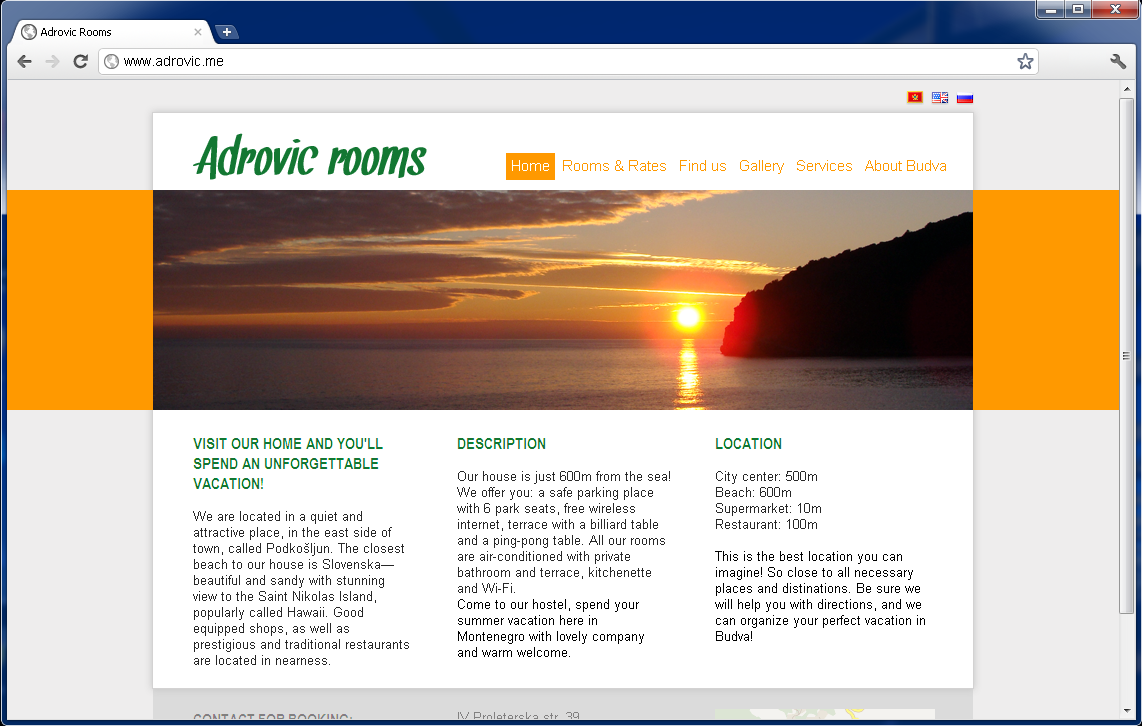 Adrovic Rooms
www.adrovic.me
Adrovic rooms
Home Rooms & Rates Find us Gallery Services About Budva
VISIT OUR HOME AND YOU'LL
SPEND AN UNFORGETTABLE
VACATION!
We are located in a quiet and
attractive place, in the east side of
town, called Podkošljun. The closest
beach to our house is Slovenska—
beautiful and sandy with stunning
view to the Saint Nikolas Island,
popularly called Hawaii. Good
equipped shops, as well as
prestigious and traditional restaurants
are located in nearness.
DESCRIPTION
Our house is just 600m from the sea!
We offer you: a safe parking place
with 6 park seats, free wireless
internet, terrace with a billiard table
and a ping-pong table. All our rooms
are air-conditioned with private
bathroom and terrace, kitchenette
and Wi-Fi.
Come to our hostel, spend your
summer vacation here in
Montenegro with lovely company
and warm welcome.
LOCATION
City center: 500m
Beach: 600m
Supermarket: 10m
Restaurant: 100m
This is the best location you can
imagine! So close to all necessary
places and distinations. Be sure we
will help you with directions, and we
can organize your perfect vacation in
Budva!
CONTACT FOR BOOKING:
IV Proleterska str. 39